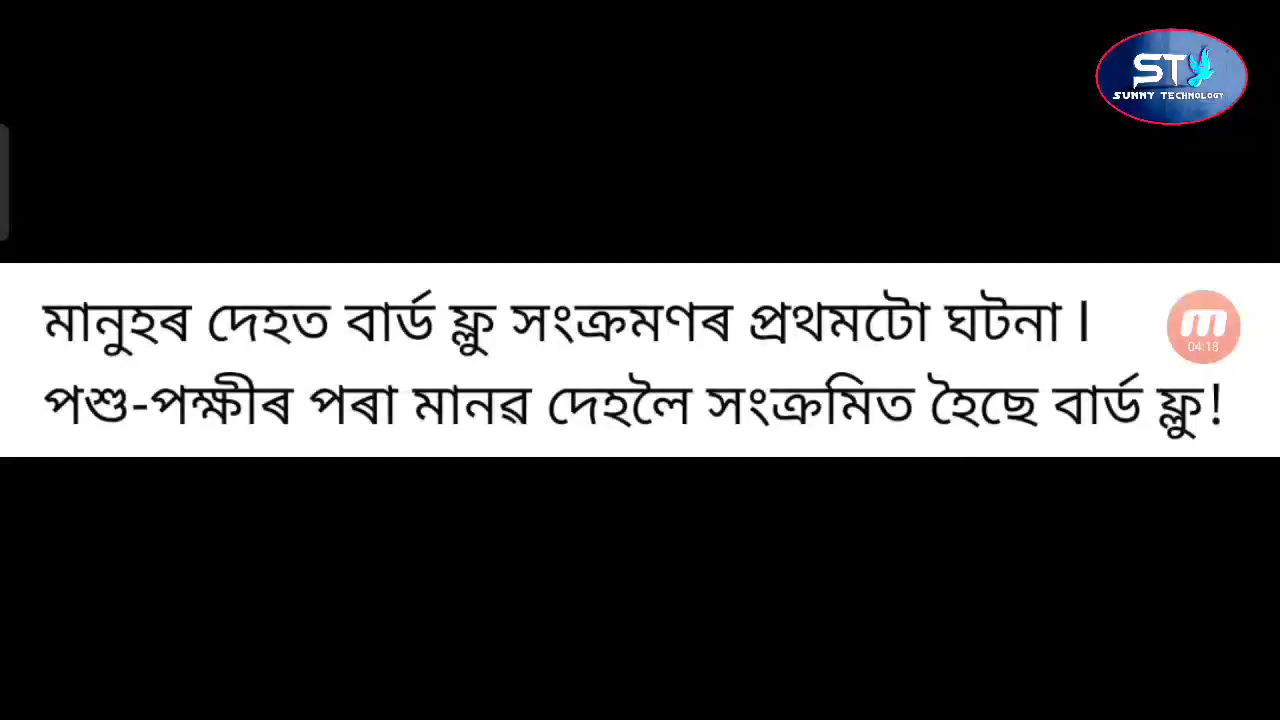 ST
SUNNY TECHNOLOGY
মানুহৰ দেহত বাৰ্ড ফ্লু সংক্ৰমণৰ প্ৰথমটো ঘটনা ।
04:18
পশু-পক্ষীৰ পৰা মানৱ দেহলৈ সংক্ৰমিত হৈছে বাৰ্ড ফ্লু!